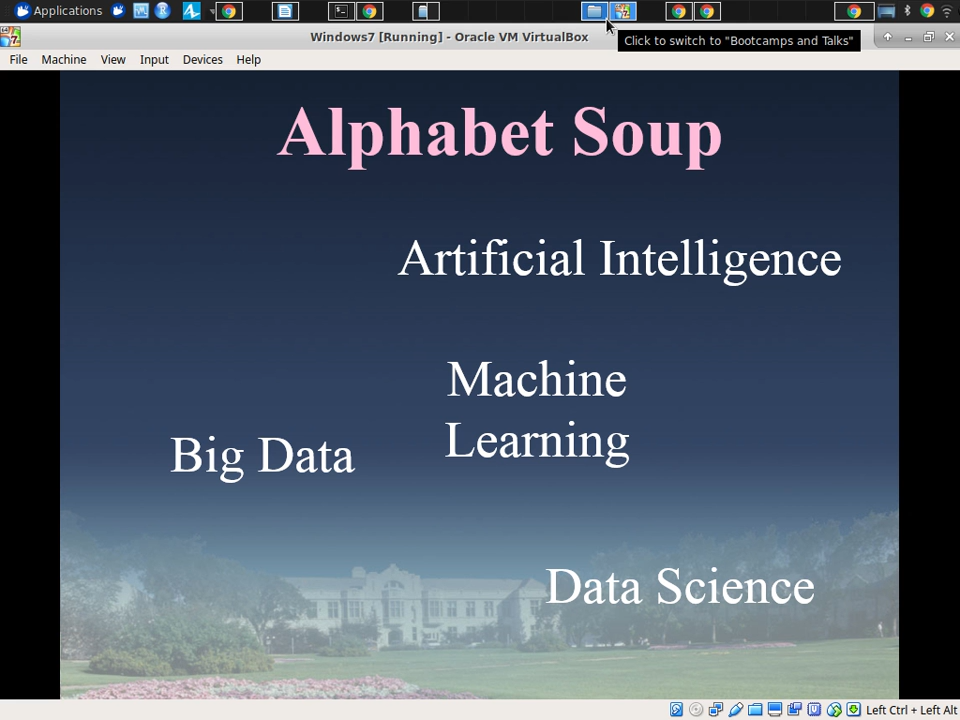 Applications
Windows7 [Running] - Oracle VM VirtualBox
Click to switch to "Bootcamps and Talks"
File Machine View Input Devices Help
Alphabet Soup
Artificial Intelligence
Machine
Learning
Big Data
Data Science
Left Ctrl + Left Alt